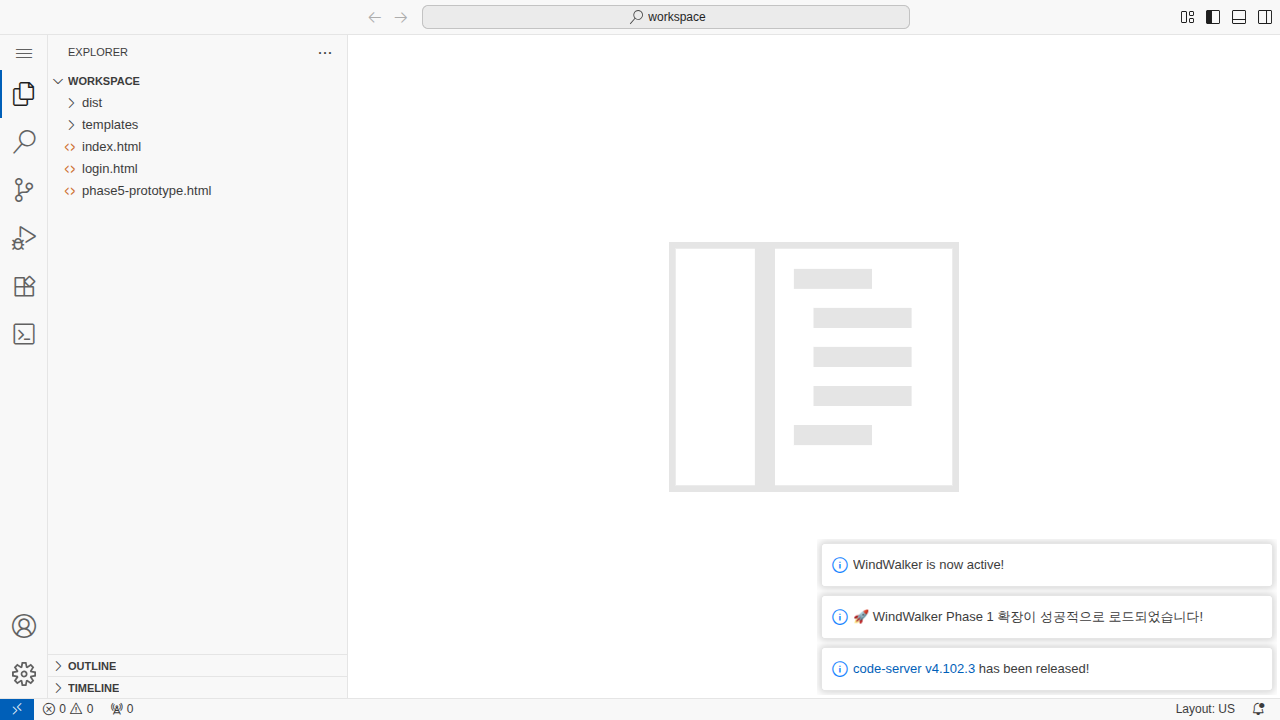 workspace
EXPLORER
WORKSPACE
dist
templates
index.html
login.html
phase5-prototype.html
WindWalker is now active!
🚀 WindWalker Phase 1 확장이 성공적으로 로드되었습니다!
code-server v4.102.3 has been released!
OUTLINE
TIMELINE
0 0 0 Layout: US